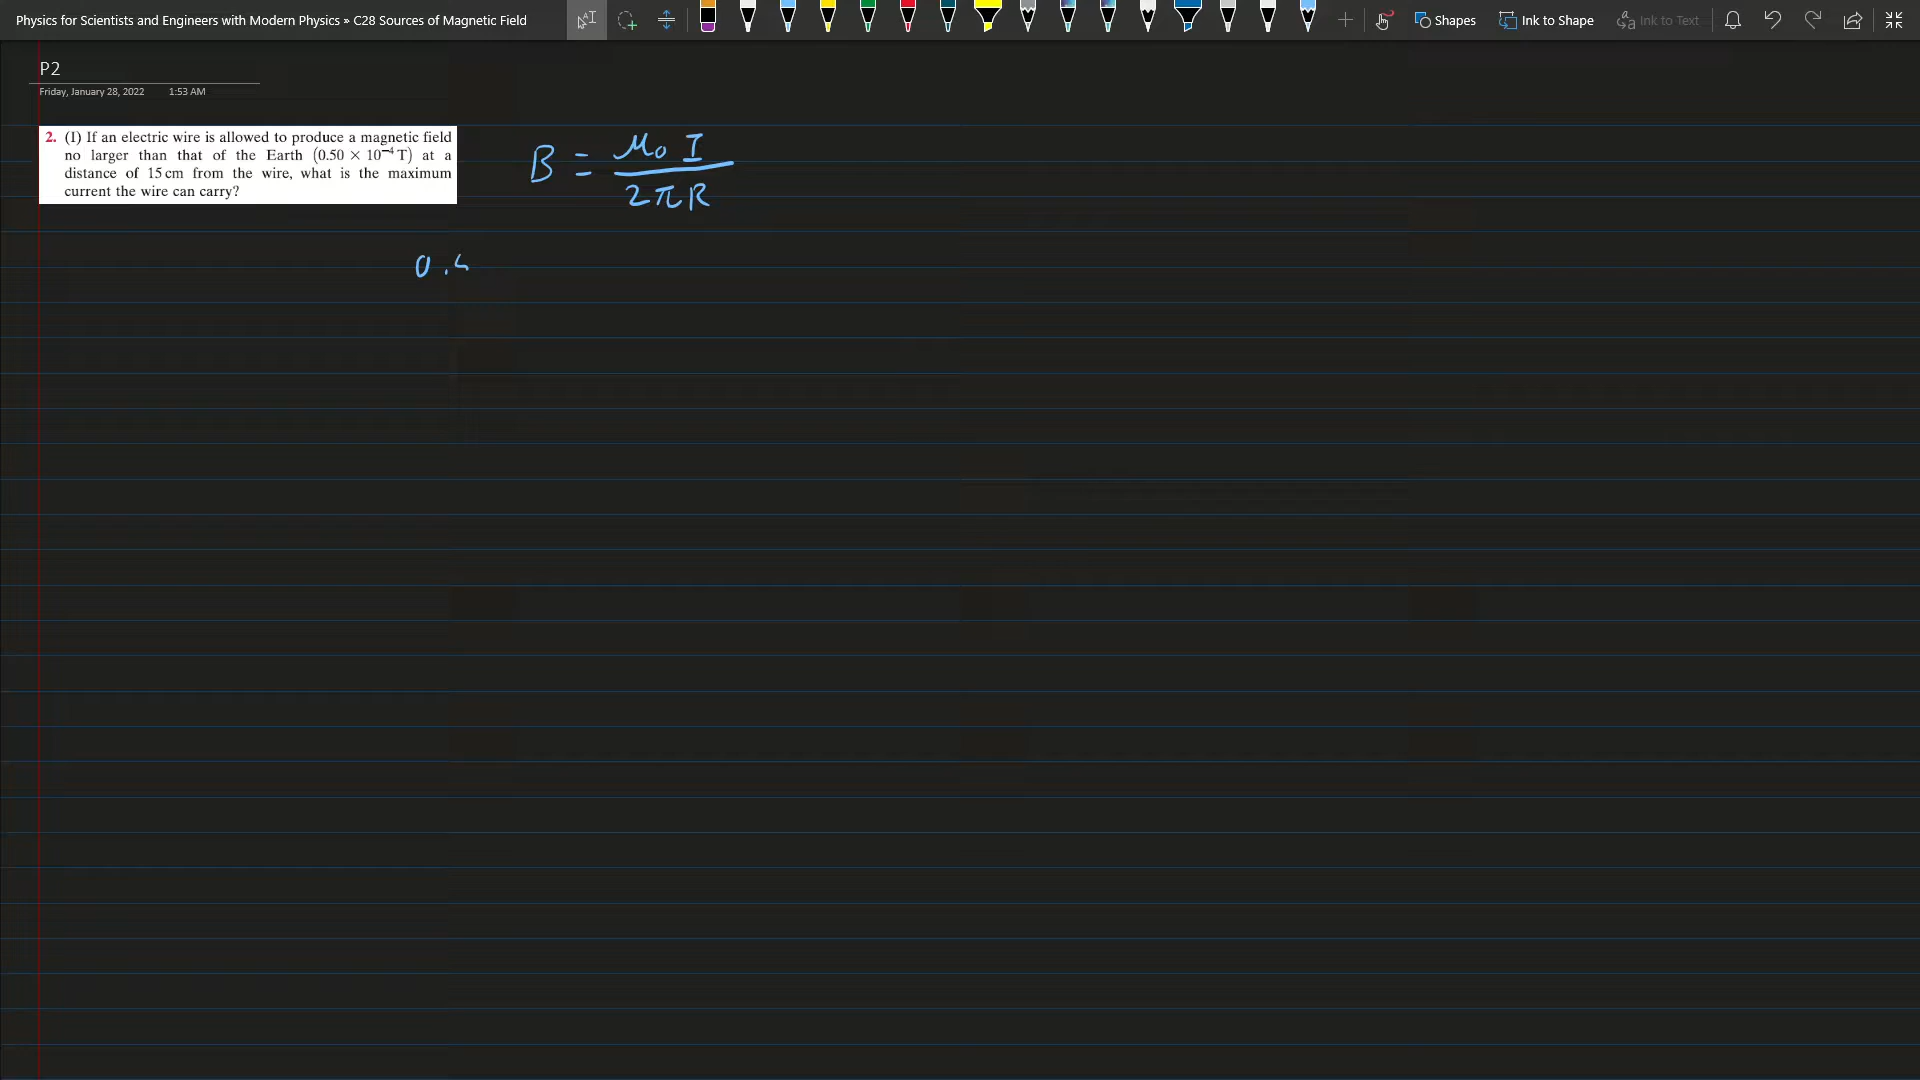 Physics for Scientists and Engineers with Modern Physics » C28 Sources of Magnetic Field
Shapes
Ink to Shape
Ink to Text
P2
Friday, January 28, 2022 1:53 AM
2. (I) If an electric wire is allowed to produce a magnetic field
no larger than that of the Earth (0.50 × 10⁻⁴ T) at a
distance of 15 cm from the wire, what is the maximum
current the wire can carry?
B = μ₀ I / 2πR
0.